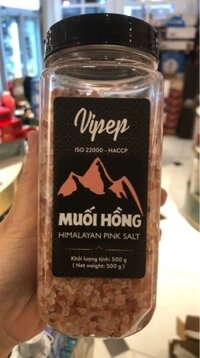 Vipep
ISO 22000 - HACCP
MUỐI HỒNG
HIMALAYAN PINK SALT
Khối lượng tịnh: 500 g
( Net weight: 500 g )